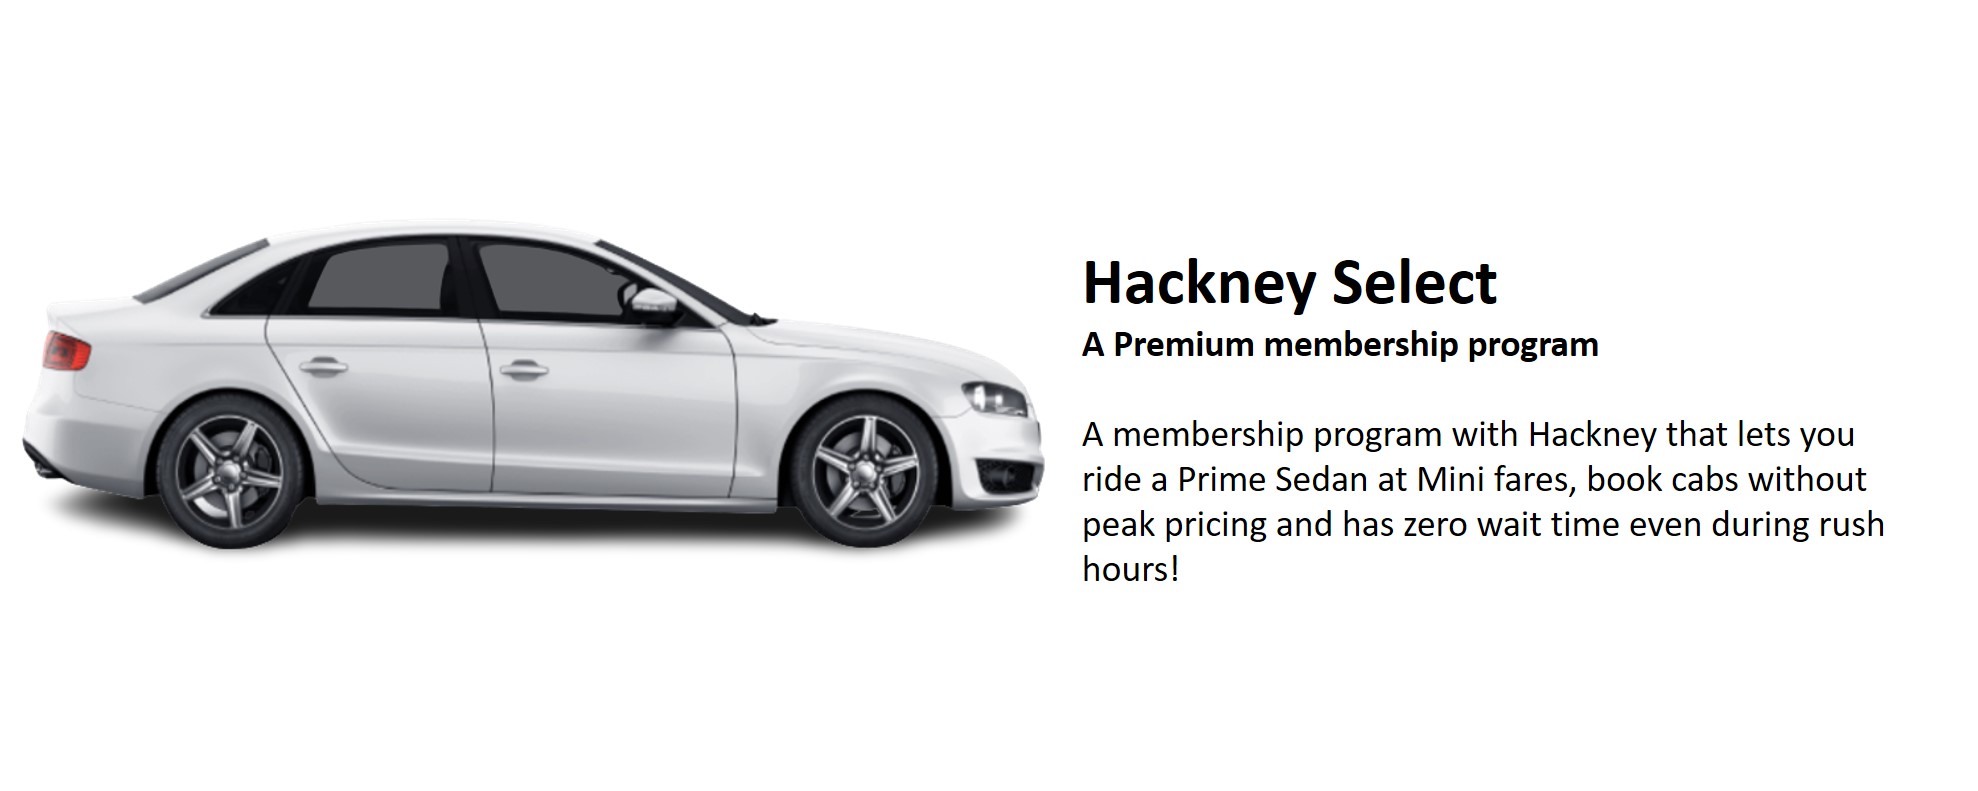 Hackney Select
A Premium membership program
A membership program with Hackney that lets you
ride a Prime Sedan at Mini fares, book cabs without
peak pricing and has zero wait time even during rush
hours!